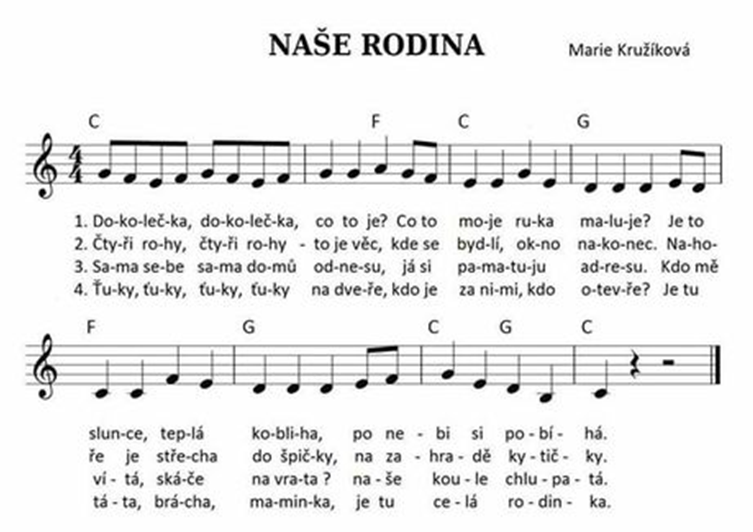 NAŠE RODINA
Marie Kružíková
C F C G
1. Do-ko-leč-ka, do-ko-leč-ka, co to je? Co to mo-je ru-ka ma-lu-je? Je to
2. Čty-ři ro-hy, čty-ři ro-hy - to je věc, kde se byd-lí, ok-no na-ko-nec. Na-ho-
3. Sa-ma se-be sa-ma do-mů od-ne-su, já si pa-ma-tu-ju ad-re-su. Kdo mě
4. Ťu-ky, ťu-ky, ťu-ky, ťu-ky na dve-ře, kdo je za ni-mi, kdo o-tev-ře? Je tu
F G C G C
slun-ce, tep-lá ko-bli-ha, po ne - bi si po - bí - há.
ře je stře-cha do špič-ky, na za - hra - dě ky - tič - ky.
ví - tá, ská-če na vra-ta ? na - še kou - le chlu - pa - tá.
tá - ta, brá-cha, ma-min-ka, je tu ce - lá ro - din - ka.